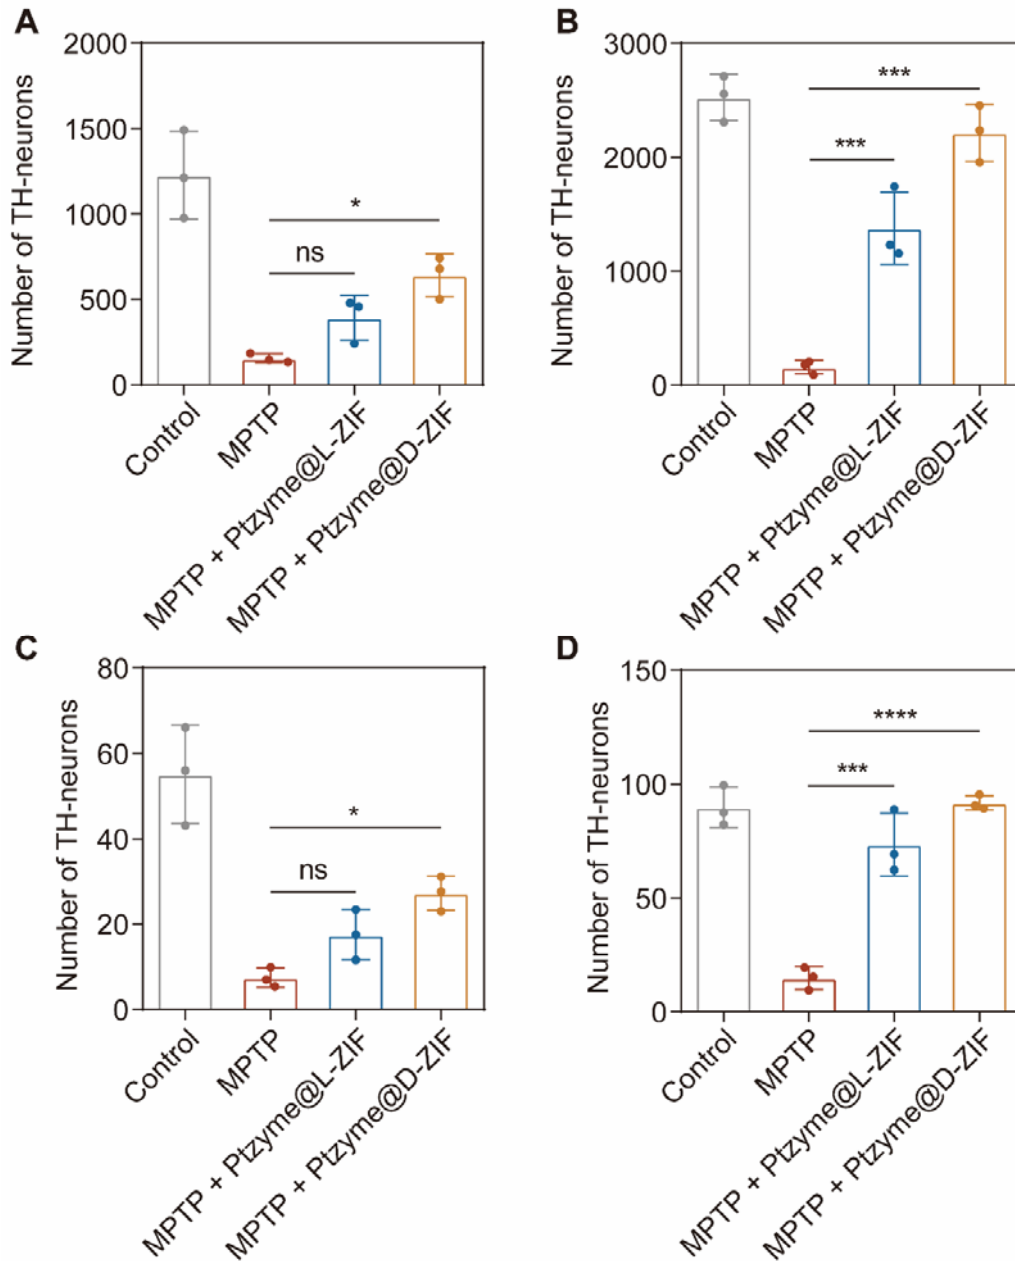 A
Number of TH-neurons
2000
1500
1000
500
0
*
ns
Control
MPTP
MPTP + Ptzyme@L-ZIF
MPTP + Ptzyme@D-ZIF
B
Number of TH-neurons
3000
2000
1000
0
***
***
Control
MPTP
MPTP + Ptzyme@L-ZIF
MPTP + Ptzyme@D-ZIF
C
Number of TH-neurons
80
60
40
20
0
*
ns
Control
MPTP
MPTP + Ptzyme@L-ZIF
MPTP + Ptzyme@D-ZIF
D
Number of TH-neurons
150
100
50
0
****
***
Control
MPTP
MPTP + Ptzyme@L-ZIF
MPTP + Ptzyme@D-ZIF